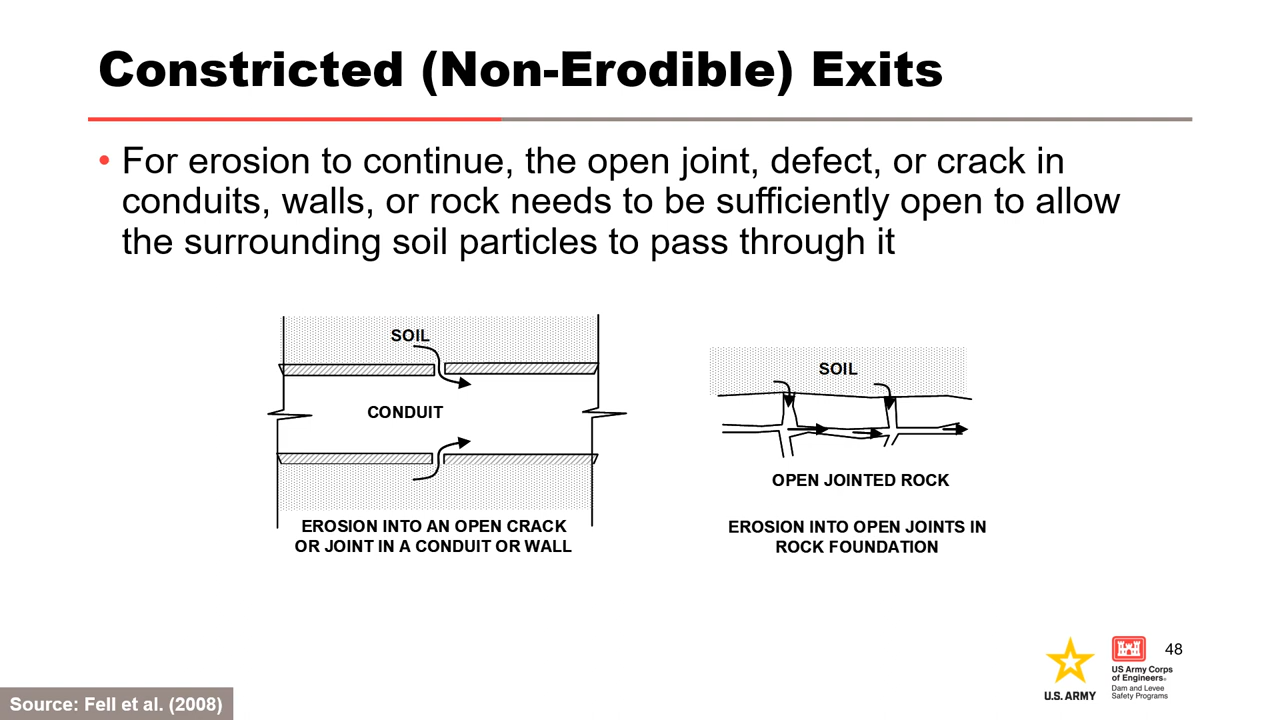 Constricted (Non-Erodible) Exits
• For erosion to continue, the open joint, defect, or crack in
conduits, walls, or rock needs to be sufficiently open to allow
the surrounding soil particles to pass through it
SOIL
CONDUIT
EROSION INTO AN OPEN CRACK
OR JOINT IN A CONDUIT OR WALL
SOIL
OPEN JOINTED ROCK
EROSION INTO OPEN JOINTS IN
ROCK FOUNDATION
U.S. ARMY
US Army Corps
of Engineers®
Dam and Levee
Safety Programs
48
Source: Fell et al. (2008)